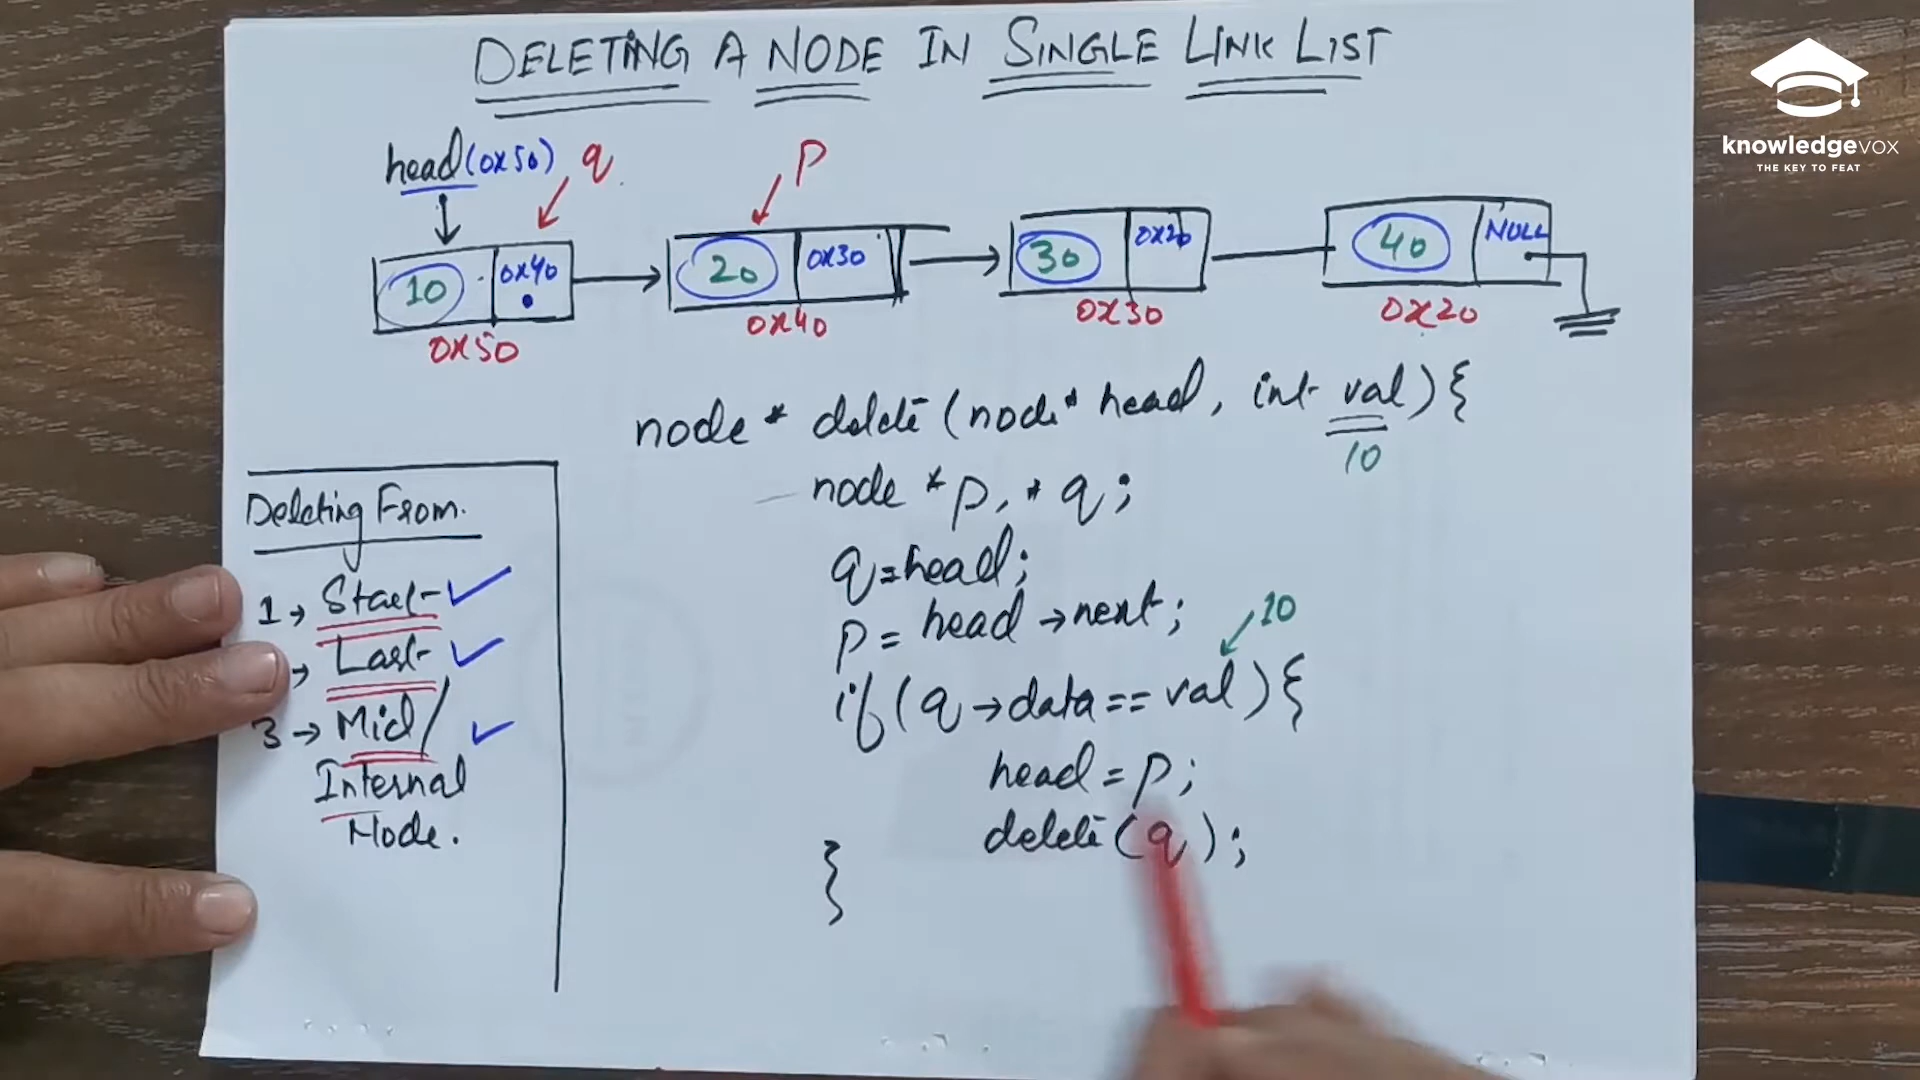 DELETING A NODE IN SINGLE LINK LIST
knowledgevox
THE KEY TO FEAT
head(0x50) q P
10 0x40 20 0x30 30 0x20 40 NULL
0x50 0x40 0x30 0x20
node * delete (node* head, int val){
10
node *p, *q;
q=head;
p = head →next;
10
if(q→data==val){
head=p;
delete(q);
}
Deleting From.
1→ Start ✓
→ Last ✓
3→ Mid/ ✓
Internal
Node.